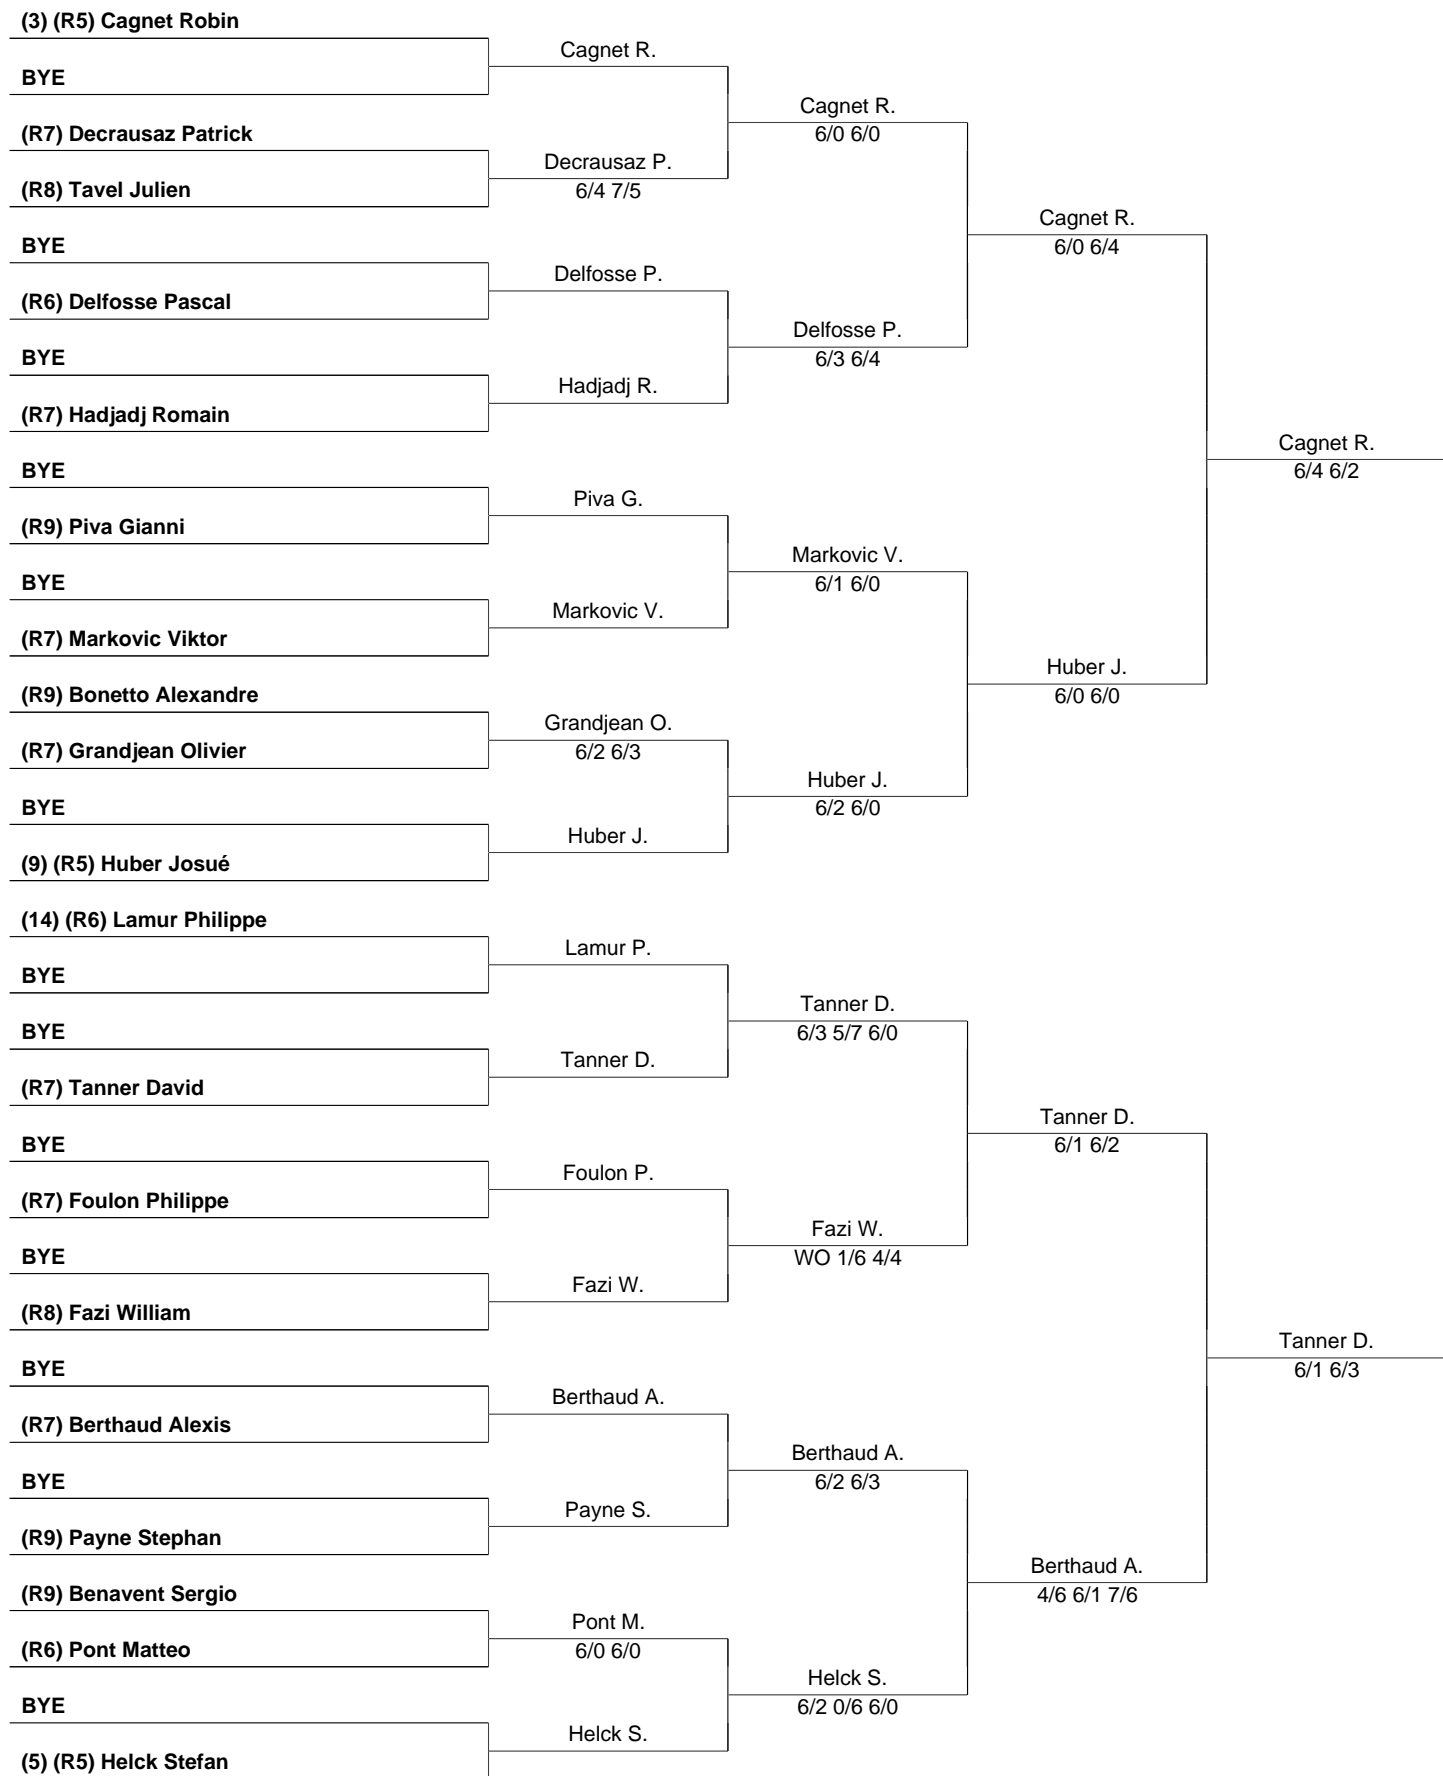 (3) (R5) Cagnet Robin
Cagnet R.
BYE
Cagnet R.
6/0 6/0
(R7) Decrausaz Patrick
Decrausaz P.
6/4 7/5
(R8) Tavel Julien
Cagnet R.
6/0 6/4
BYE
Delfosse P.
(R6) Delfosse Pascal
Delfosse P.
6/3 6/4
BYE
Hadjadj R.
(R7) Hadjadj Romain
Cagnet R.
6/4 6/2
BYE
Piva G.
(R9) Piva Gianni
Markovic V.
6/1 6/0
BYE
Markovic V.
(R7) Markovic Viktor
Huber J.
6/0 6/0
(R9) Bonetto Alexandre
Grandjean O.
6/2 6/3
(R7) Grandjean Olivier
Huber J.
6/2 6/0
BYE
Huber J.
(9) (R5) Huber Josué
(14) (R6) Lamur Philippe
Lamur P.
BYE
Tanner D.
6/3 5/7 6/0
BYE
Tanner D.
(R7) Tanner David
Tanner D.
6/1 6/2
BYE
Foulon P.
(R7) Foulon Philippe
Fazi W.
WO 1/6 4/4
BYE
Fazi W.
(R8) Fazi William
Tanner D.
6/1 6/3
BYE
Berthaud A.
(R7) Berthaud Alexis
Berthaud A.
6/2 6/3
BYE
Payne S.
(R9) Payne Stephan
Berthaud A.
4/6 6/1 7/6
(R9) Benavent Sergio
Pont M.
6/0 6/0
(R6) Pont Matteo
Helck S.
6/2 0/6 6/0
BYE
Helck S.
(5) (R5) Helck Stefan